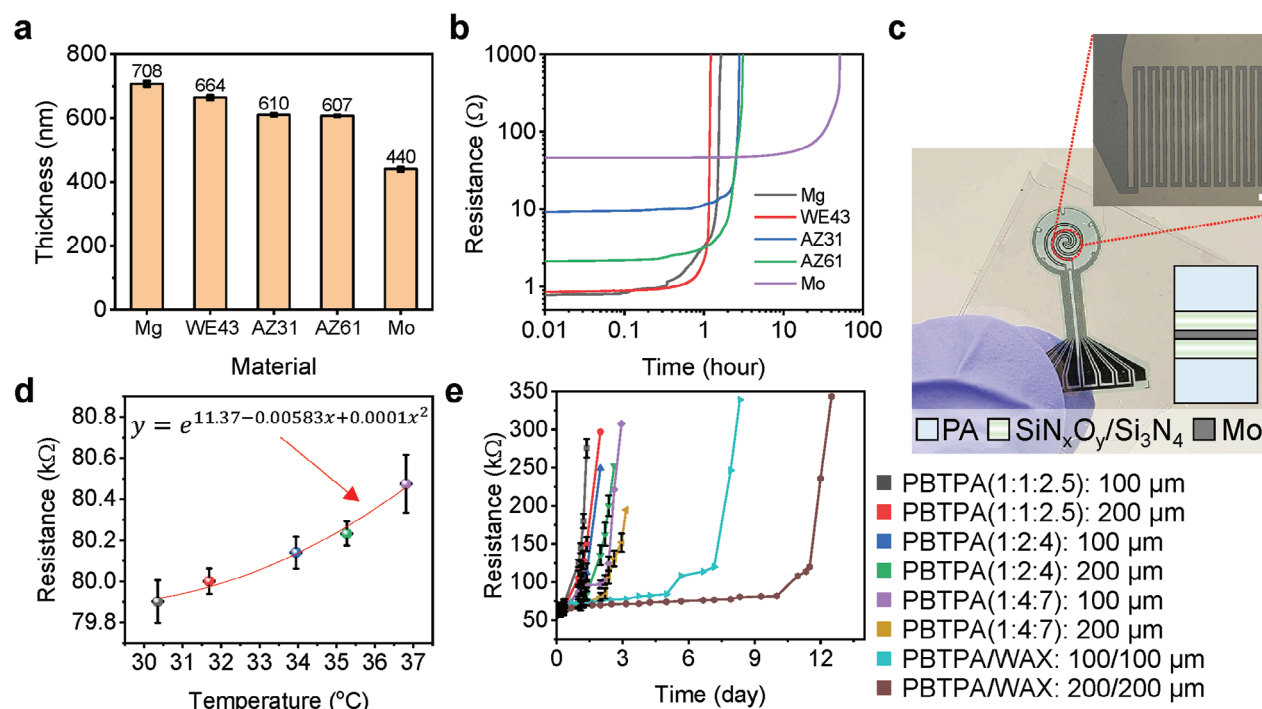 a
Thickness (nm)
800
600
400
200
0
708
664
610
607
440
Mg WE43 AZ31 AZ61 Mo
Material
b
Resistance (Ω)
1000
100
10
1
Mg
WE43
AZ31
AZ61
Mo
0.01 0.1 1 10 100
Time (hour)
c
PA SiNxOy/Si3N4 Mo
d
Resistance (kΩ)
80.8
80.6
80.4
80.2
80.0
79.8
y = e^11.37−0.00583x+0.0001x^2
30 31 32 33 34 35 36 37
Temperature (°C)
e
Resistance (kΩ)
350
300
250
200
150
100
50
0 3 6 9 12
Time (day)
PBTPA(1:1:2.5): 100 μm
PBTPA(1:1:2.5): 200 μm
PBTPA(1:2:4): 100 μm
PBTPA(1:2:4): 200 μm
PBTPA(1:4:7): 100 μm
PBTPA(1:4:7): 200 μm
PBTPA/WAX: 100/100 μm
PBTPA/WAX: 200/200 μm